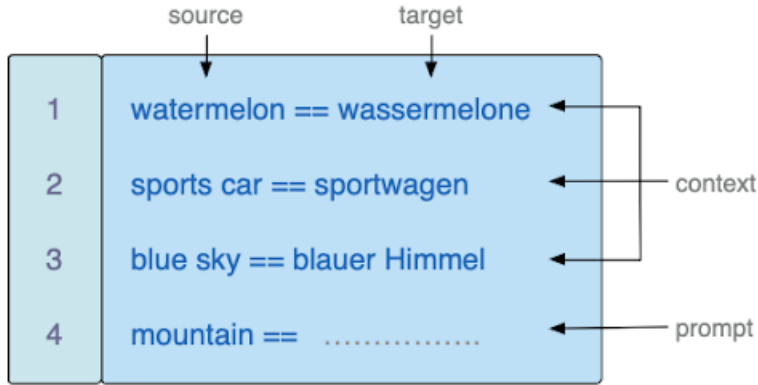 source target
1 watermelon == wassermelone
2 sports car == sportwagen
context
3 blue sky == blauer Himmel
4 mountain == ................
prompt